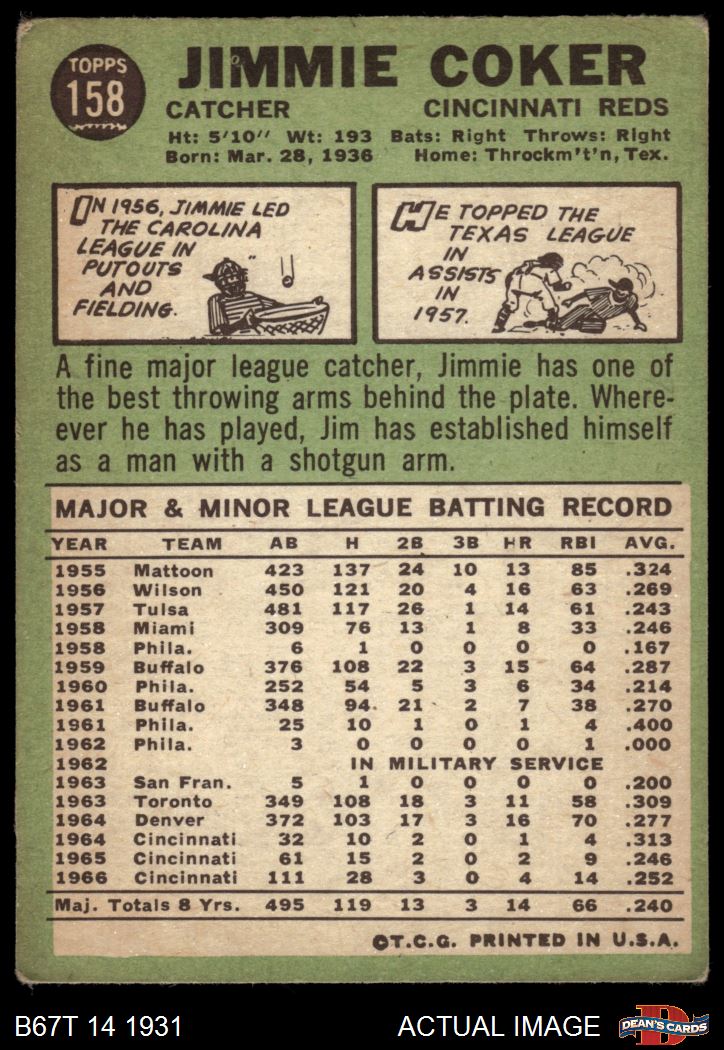 TOPPS
158
JIMMIE COKER
CATCHER CINCINNATI REDS
Ht: 5'10" Wt: 193 Bats: Right Throws: Right
Born: Mar. 28, 1936 Home: Throckm't'n, Tex.
IN 1956, JIMMIE LED
THE CAROLINA
LEAGUE IN
PUTOUTS
AND
FIELDING.
HE TOPPED THE
TEXAS LEAGUE
IN
ASSISTS
IN
1957.
A fine major league catcher, Jimmie has one of
the best throwing arms behind the plate. Where-
ever he has played, Jim has established himself
as a man with a shotgun arm.
MAJOR & MINOR LEAGUE BATTING RECORD
YEAR TEAM AB H 2B 3B HR RBI AVG.
1955 Mattoon 423 137 24 10 13 85 .324
1956 Wilson 450 121 20 4 16 63 .269
1957 Tulsa 481 117 26 1 14 61 .243
1958 Miami 309 76 13 1 8 33 .246
1958 Phila. 6 1 0 0 0 0 .167
1959 Buffalo 376 108 22 3 15 64 .287
1960 Phila. 252 54 5 3 6 34 .214
1961 Buffalo 348 94 21 2 7 38 .270
1961 Phila. 25 10 1 0 1 4 .400
1962 Phila. 3 0 0 0 0 1 .000
1962 IN MILITARY SERVICE
1963 San Fran. 5 1 0 0 0 0 .200
1963 Toronto 349 108 18 3 11 58 .309
1964 Denver 372 103 17 3 16 70 .277
1964 Cincinnati 32 10 2 0 1 4 .313
1965 Cincinnati 61 15 2 0 2 9 .246
1966 Cincinnati 111 28 3 0 4 14 .252
Maj. Totals 8 Yrs. 495 119 13 3 14 66 .240
©T.C.G. PRINTED IN U.S.A.
B67T 14 1931 ACTUAL IMAGE
DEAN'S CARDS